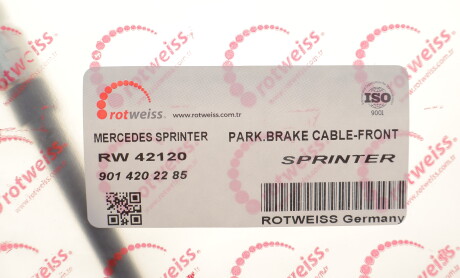 rotweiss®
www.rotweiss.com.tr
ISO
9001
MERCEDES SPRINTER
PARK.BRAKE CABLE-FRONT
RW 42120
SPRINTER
901 420 22 85
ROTWEISS Germany